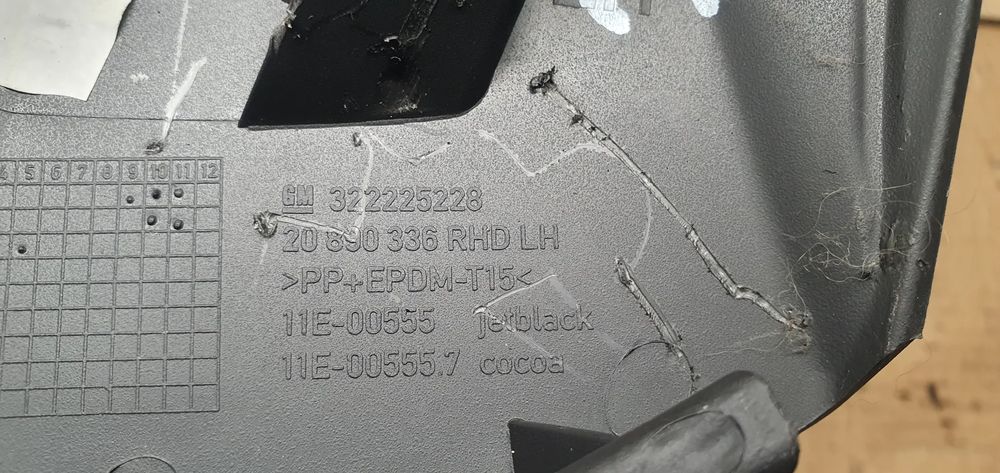 4 5 6 7 8 9 10 11 12
GM 322225228
20 890 336 RHD LH
>PP+EPDM-T15<
11E-00555 jetblack
11E-00555.7 cocoa